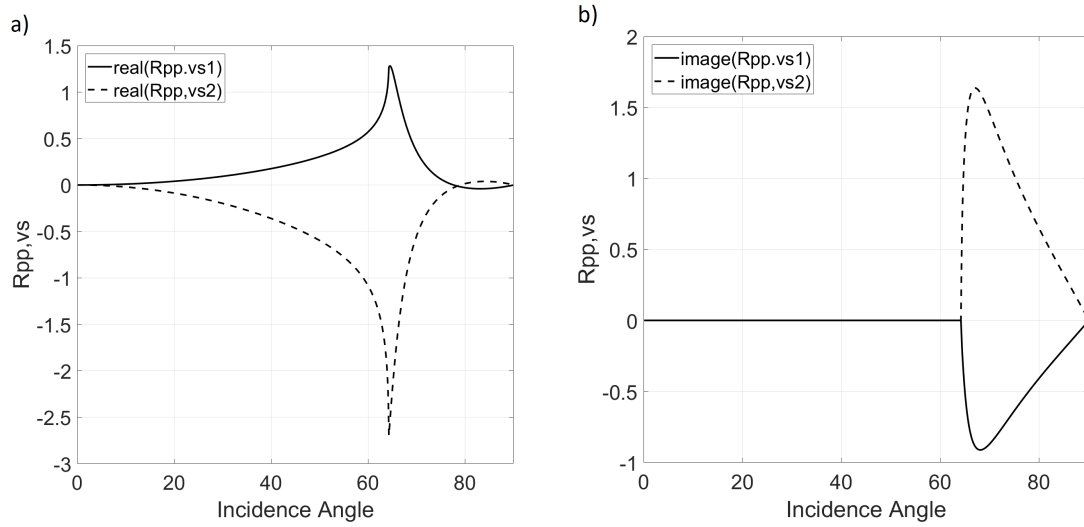 a)
real(Rpp.vs1)
real(Rpp,vs2)
1.5
1
0.5
0
-0.5
-1
-1.5
-2
-2.5
-3
Rpp,vs
0 20 40 60 80
Incidence Angle
b)
image(Rpp.vs1)
image(Rpp,vs2)
2
1.5
1
0.5
0
-0.5
-1
Rpp,vs
0 20 40 60 80
Incidence Angle